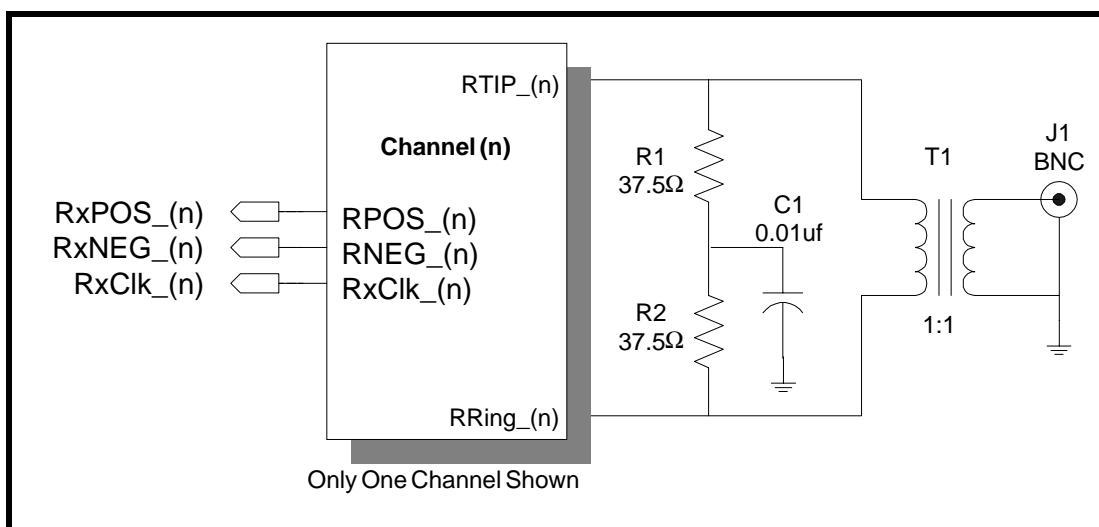 RTIP_(n)
Channel (n)
RxPOS_(n)
RxNEG_(n)
RxClk_(n)
RPOS_(n)
RNEG_(n)
RxClk_(n)
RRing_(n)
Only One Channel Shown
R1
37.5Ω
C1
0.01uf
R2
37.5Ω
T1
1:1
J1
BNC